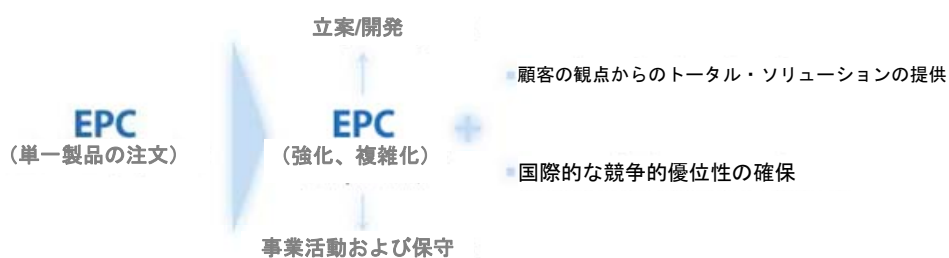 立案/開発
顧客の観点からのトータル・ソリューションの提供
EPC
（単一製品の注文）
EPC
（強化、複雑化）
国際的な競争的優位性の確保
事業活動および保守